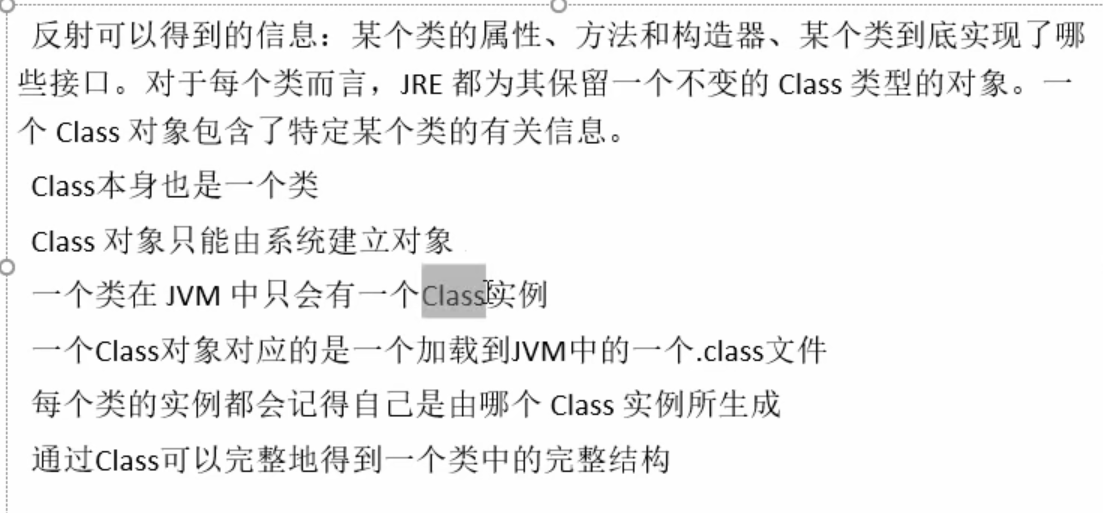 反射可以得到的信息：某个类的属性、方法和构造器、某个类到底实现了哪
些接口。对于每个类而言，JRE 都为其保留一个不变的 Class 类型的对象。一
个 Class 对象包含了特定某个类的有关信息。
Class本身也是一个类
Class 对象只能由系统建立对象
一个类在 JVM 中只会有一个Class实例
一个Class对象对应的是一个加载到JVM中的一个.class文件
每个类的实例都会记得自己是由哪个 Class 实例所生成
通过Class可以完整地得到一个类中的完整结构